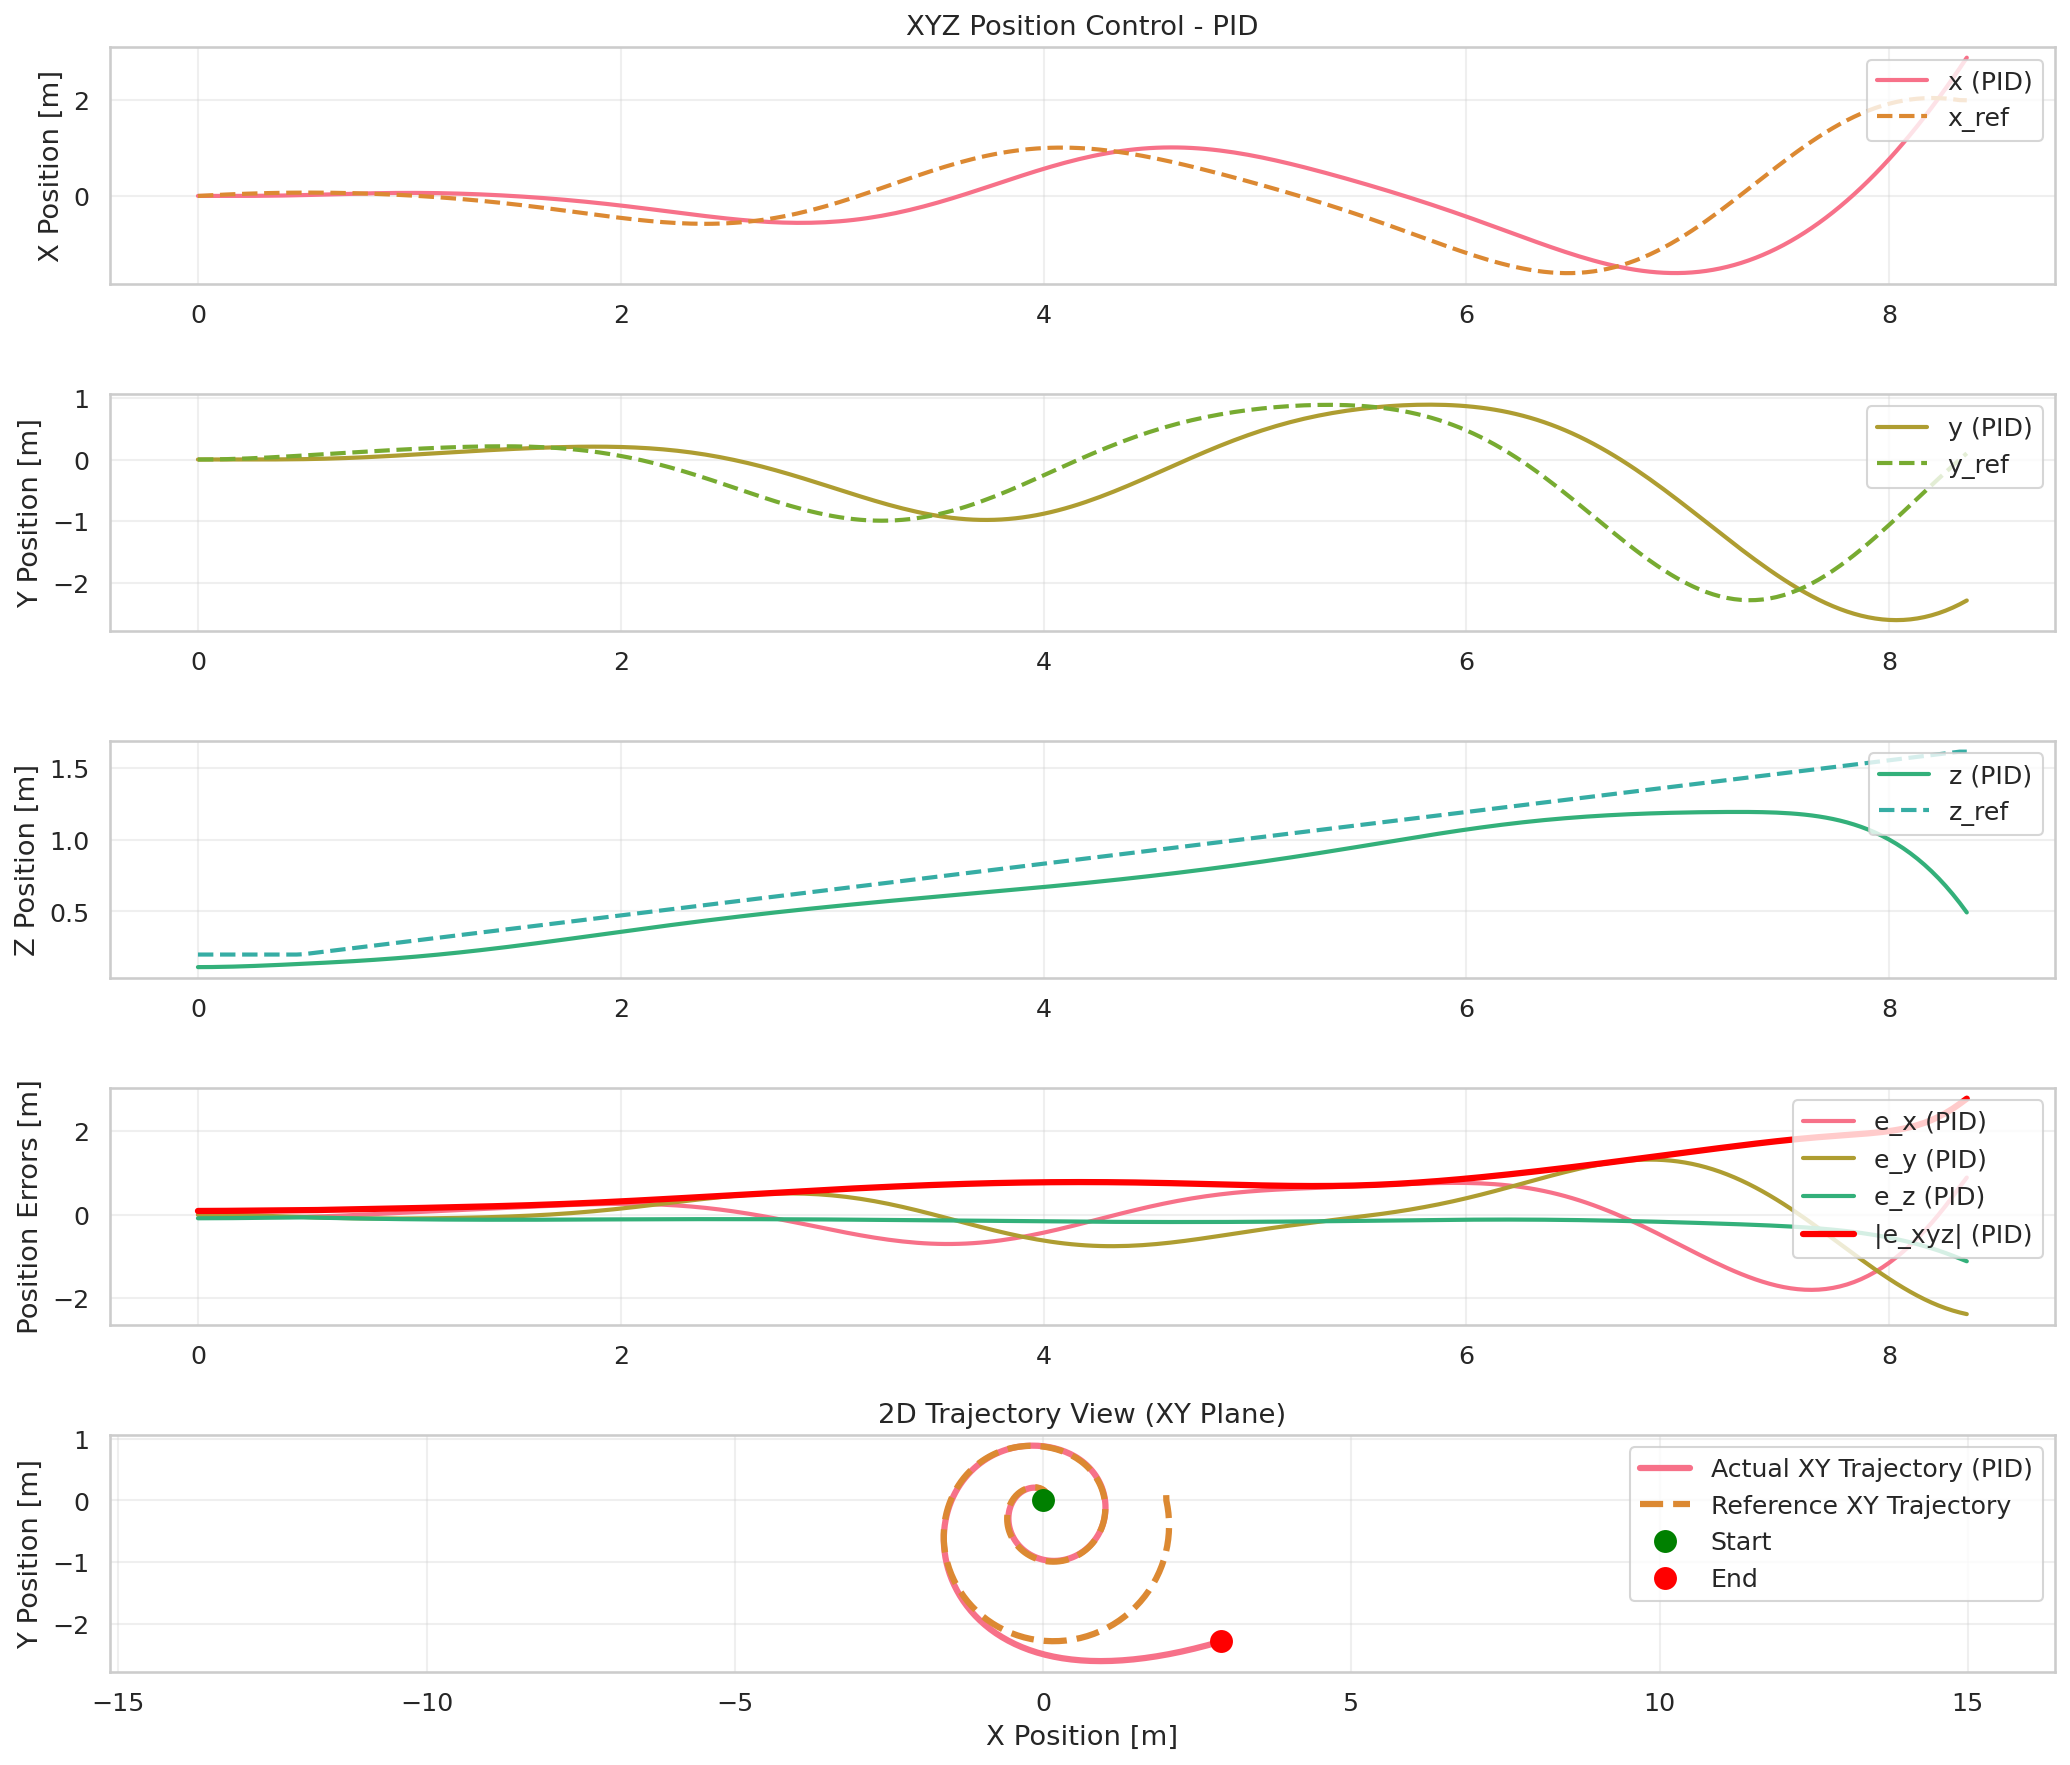 XYZ Position Control - PID
X Position [m]
2
0
x (PID)
x_ref
0 2 4 6 8
Y Position [m]
1
0
−1
−2
y (PID)
y_ref
0 2 4 6 8
Z Position [m]
1.5
1.0
0.5
z (PID)
z_ref
0 2 4 6 8
Position Errors [m]
2
0
−2
e_x (PID)
e_y (PID)
e_z (PID)
|e_xyz| (PID)
0 2 4 6 8
2D Trajectory View (XY Plane)
Y Position [m]
1
0
−1
−2
Actual XY Trajectory (PID)
Reference XY Trajectory
Start
End
−15 −10 −5 0 5 10 15
X Position [m]